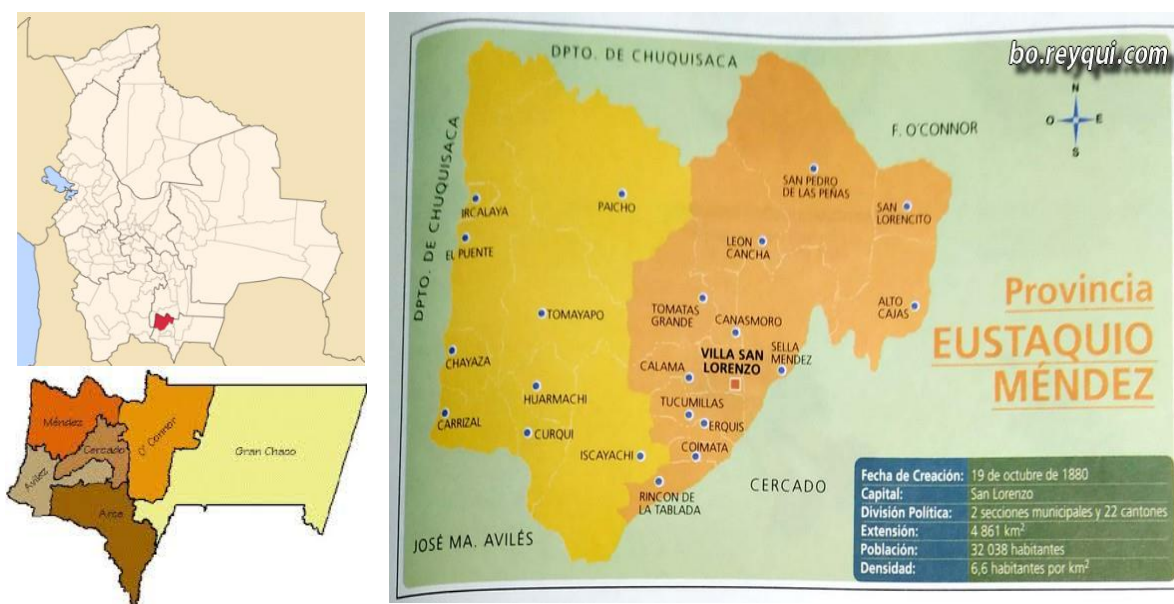 Méndez
O' Connor
Cercado
Gran Chaco
Avilez
Arce
bo.reyqui.com
DPTO. DE CHUQUISACA
N
O
E
S
F. O'CONNOR
DPTO. DE CHUQUISACA
SAN PEDRO
DE LAS PEÑAS
IRCALAYA
PAICHO
SAN
LORENCITO
EL PUENTE
LEON
CANCHA
Província
EUSTAQUIO
MÉNDEZ
TOMAYAPO
TOMATAS
GRANDE
CANASMORO
ALTO
CAJAS
CHAYAZA
CALAMA
VILLA SAN
LORENZO
SELLA
MENDEZ
HUARMACHI
TUCUMILLAS
CARRIZAL
CURQUI
ERQUIS
ISCAYACHI
COIMATA
RINCON DE
LA TABLADA
CERCADO
JOSÉ MA. AVILÉS
Fecha de Creación: 19 de octubre de 1880
Capital: San Lorenzo
División Política: 2 secciones municipales y 22 cantones
Extensión: 4 861 km²
Población: 32 038 habitantes
Densidad: 6,6 habitantes por km²